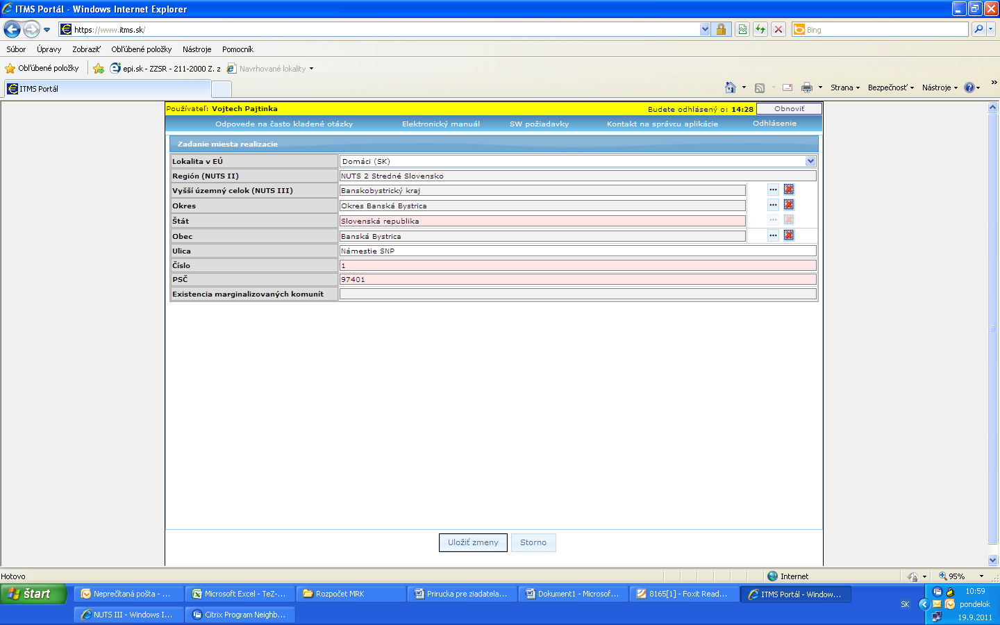 ITMS Portál - Windows Internet Explorer
https://www.itms.sk/
Bing
Súbor Úpravy Zobraziť Obľúbené položky Nástroje Pomocník
Obľúbené položky epi.sk - ZZSR - 211-2000 Z. z Navrhované lokality
ITMS Portál
Strana Bezpečnosť Nástroje »
Používateľ: Vojtech Pajtinka Budete odhlásený o: 14:28 Obnoviť
Odpovede na často kladené otázky Elektronický manuál SW požiadavky Kontakt na správcu aplikácie Odhlásenie
Zadanie miesta realizacie
Lokalita v EÚ Domáci (SK)
Región (NUTS II) NUTS 2 Stredné Slovensko
Vyšší územný celok (NUTS III) Banskobystrický kraj ...
Okres Okres Banská Bystrica ...
Štát Slovenská republika ...
Obec Banská Bystrica ...
Ulica Námestie SNP
Číslo 1
PSČ 97401
Existencia marginalizovaných komunít
Uložiť zmeny Storno
Hotovo Internet 95%
štart Neprečítaná pošta - ... Microsoft Excel - TeZ-... Rozpočet MRK Prirucka pre ziadatela... Dokument1 - Microsof... 8165[1] - Foxit Read... ITMS Portál - Window...
NUTS III - Windows I... Citrix Program Neighb...
SK
10:59
pondelok
19.9.2011